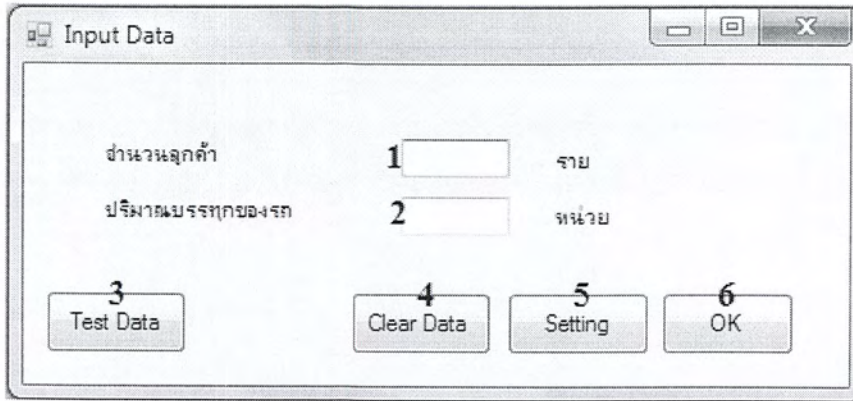 Input Data
จำนวนลูกค้า 1 ราย
ปริมาณบรรทุกของรถ 2 หน่วย
3 4 5 6
Test Data Clear Data Setting OK